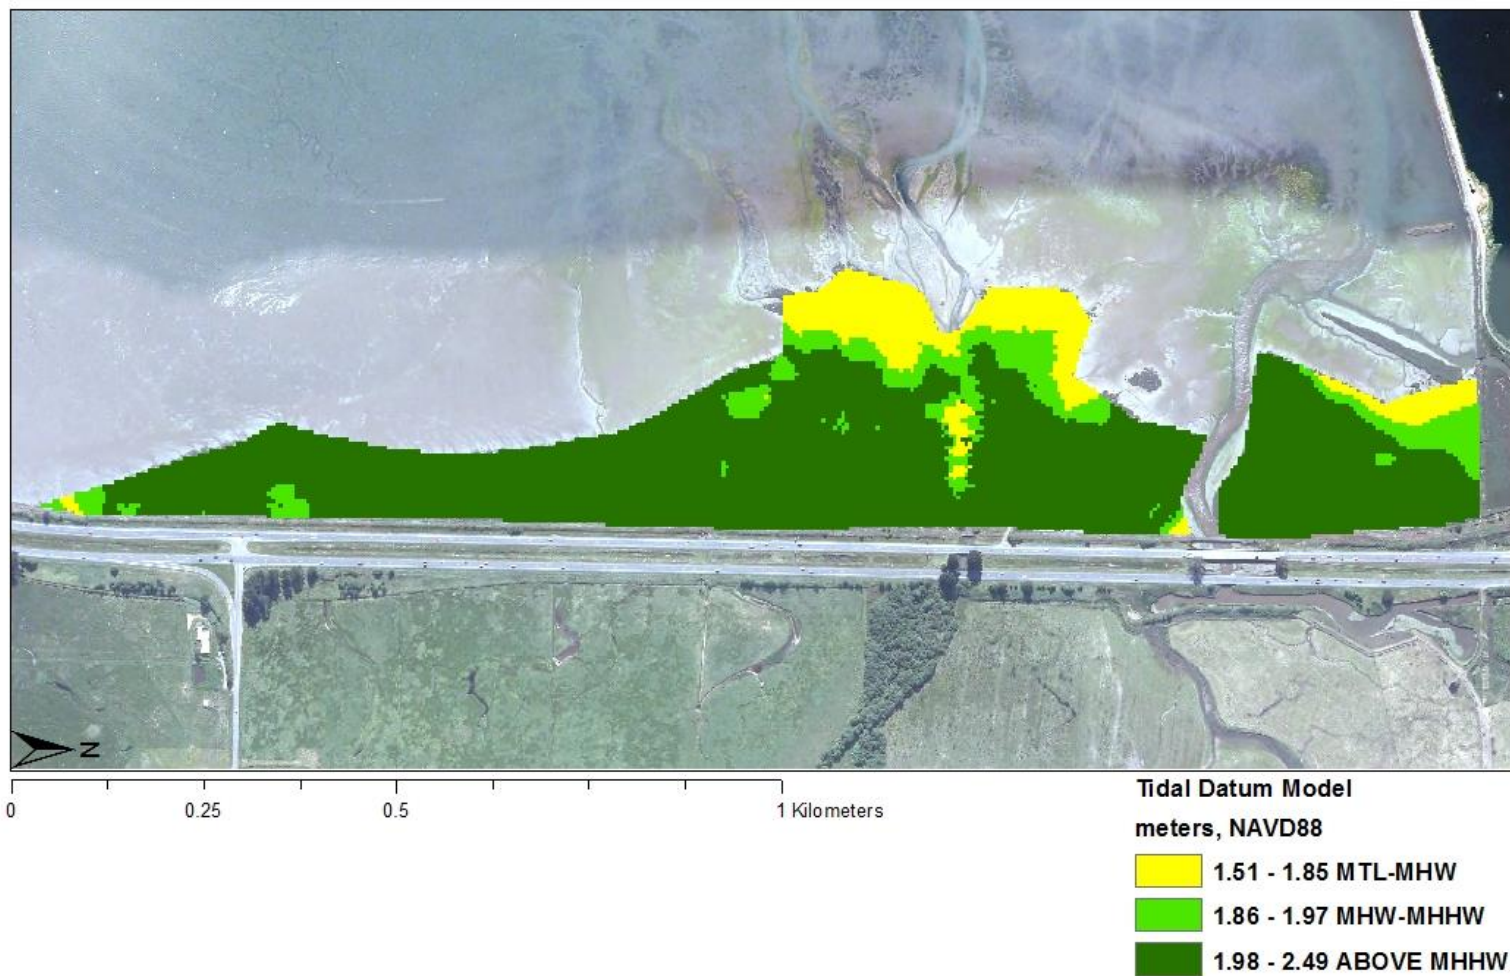 N
0 0.25 0.5 1 Kilometers
Tidal Datum Model
meters, NAVD88
1.51 - 1.85 MTL-MHW
1.86 - 1.97 MHW-MHHW
1.98 - 2.49 ABOVE MHHW